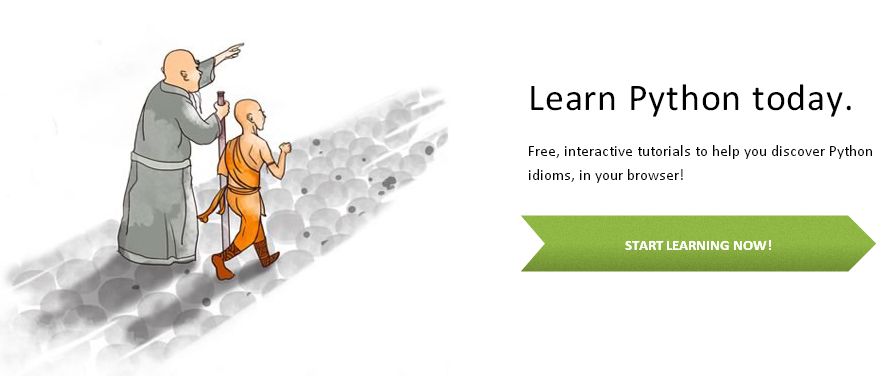 Learn Python today.
Free, interactive tutorials to help you discover Python
idioms, in your browser!
START LEARNING NOW!